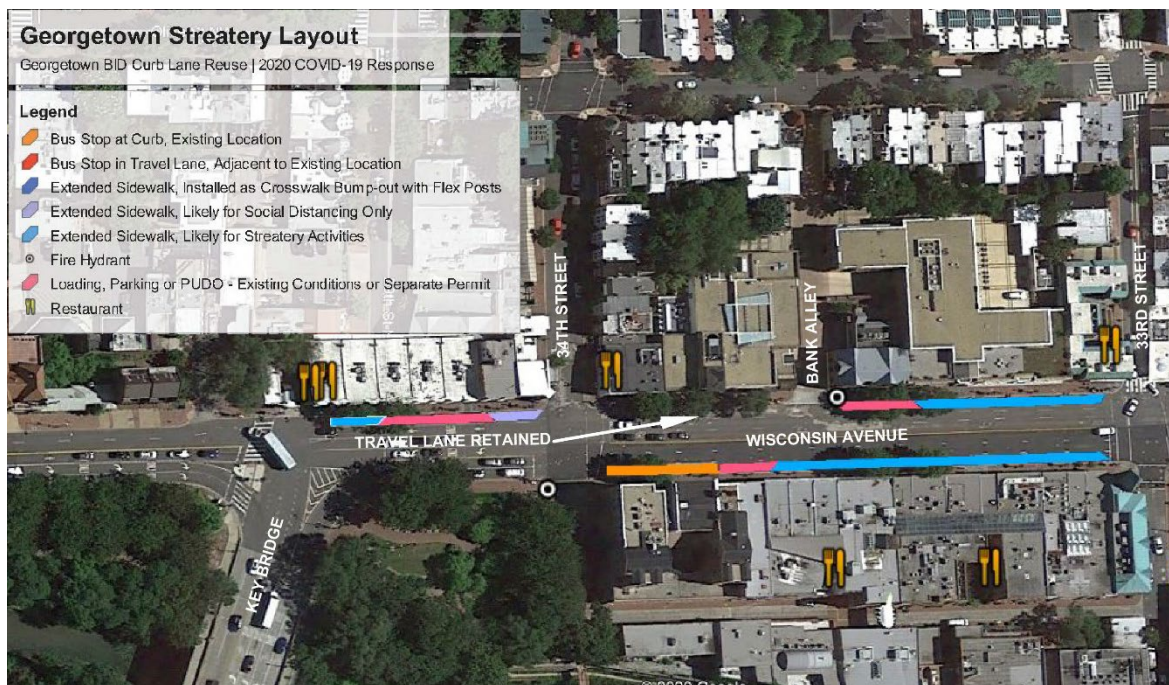 Georgetown Streatery Layout
Georgetown BID Curb Lane Reuse | 2020 COVID-19 Response
Legend
Bus Stop at Curb, Existing Location
Bus Stop in Travel Lane, Adjacent to Existing Location
Extended Sidewalk, Installed as Crosswalk Bump-out with Flex Posts
Extended Sidewalk, Likely for Social Distancing Only
Extended Sidewalk, Likely for Streatery Activities
Fire Hydrant
Loading, Parking or PUDO - Existing Conditions or Separate Permit
Restaurant
34TH STREET
BANK ALLEY
33RD STREET
TRAVEL LANE RETAINED
WISCONSIN AVENUE
KEY BRIDGE